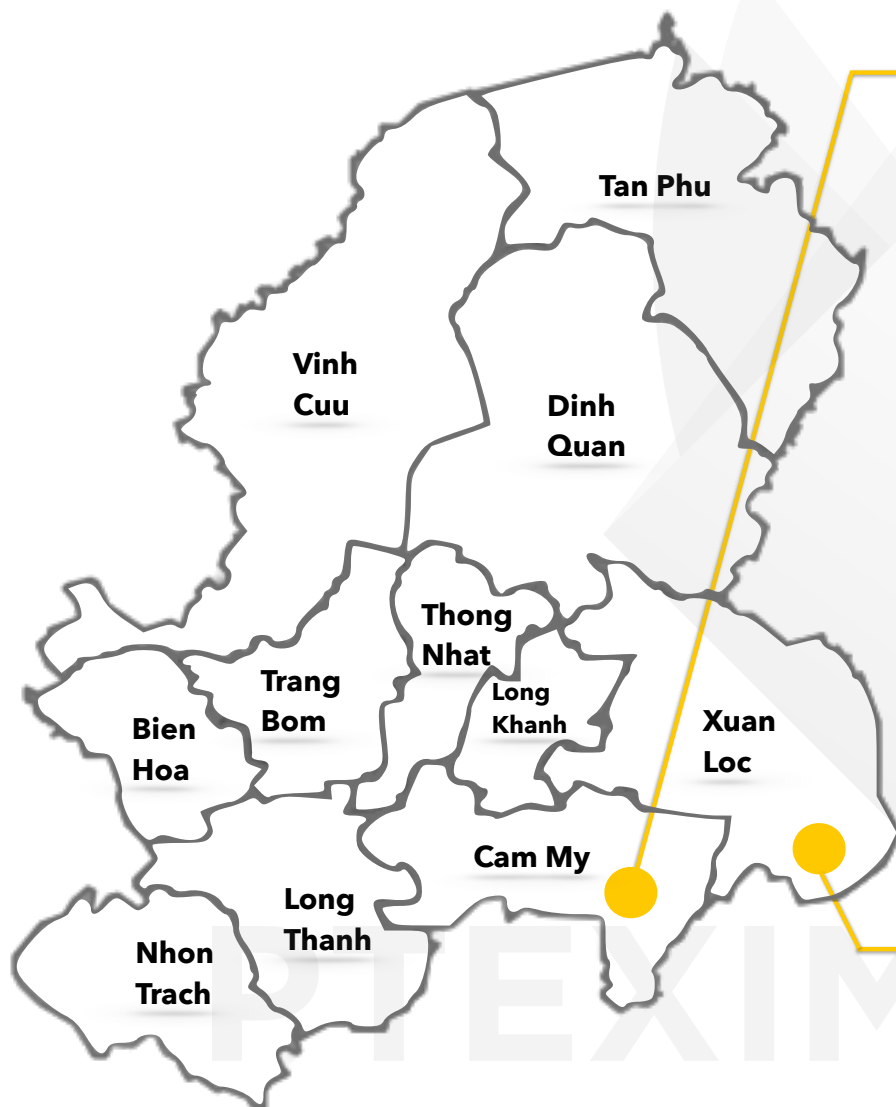 Tan Phu
Vinh
Cuu
Dinh
Quan
Thong
Nhat
Trang
Bom
Long
Khanh
Bien
Hoa
Xuan
Loc
Cam My
Long
Thanh
Nhon
Trach
PTEXIM